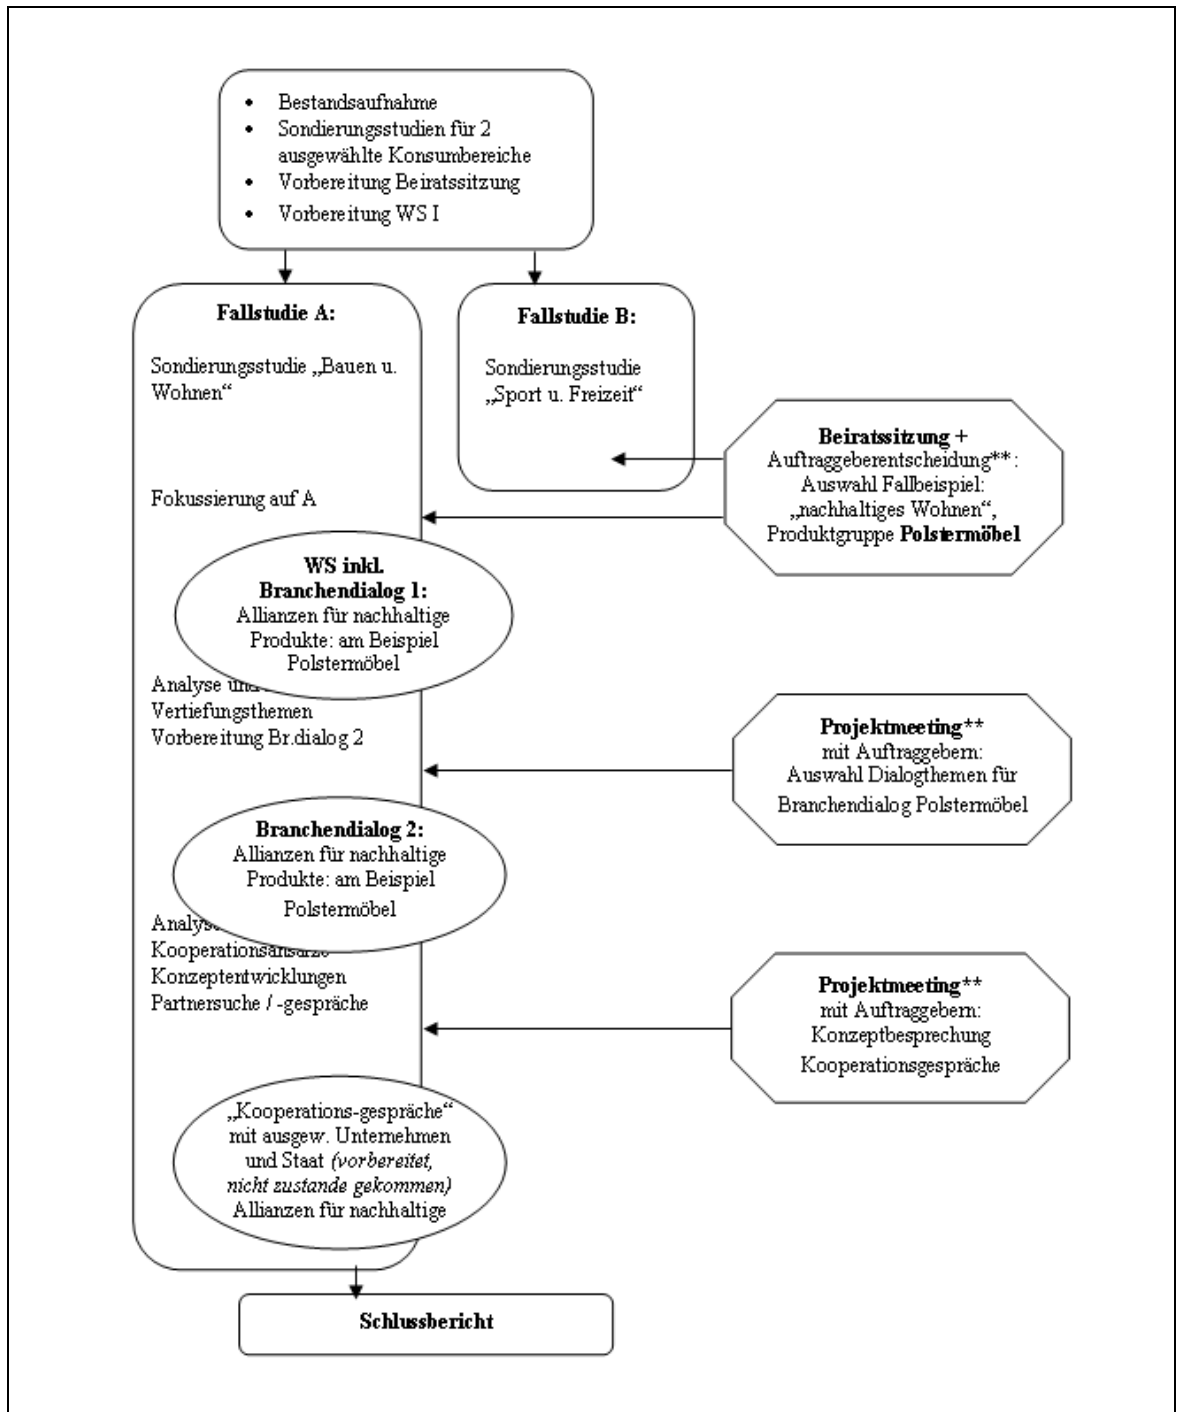 • Bestandsaufnahme
• Sondierungsstudien für 2
ausgewählte Konsumbereiche
• Vorbereitung Beiratssitzung
• Vorbereitung WS I
Fallstudie A:
Sondierungsstudie „Bauen u.
Wohnen“
Fokussierung auf A
Fallstudie B:
Sondierungsstudie
„Sport u. Freizeit“
Beiratssitzung +
Auftraggeberentscheidung**:
Auswahl Fallbeispiel:
„nachhaltiges Wohnen“,
Produktgruppe Polstermöbel
WS inkl.
Branchendialog 1:
Allianzen für nachhaltige
Produkte: am Beispiel
Polstermöbel
Analyse und
Vertiefungsthemen
Vorbereitung Br.dialog 2
Projektmeeting**
mit Auftraggebern:
Auswahl Dialogthemen für
Branchendialog Polstermöbel
Branchendialog 2:
Allianzen für nachhaltige
Produkte: am Beispiel
Polstermöbel
Analyse
Kooperationsansätze
Konzeptentwicklungen
Partnersuche / -gespräche
Projektmeeting**
mit Auftraggebern:
Konzeptbesprechung
Kooperationsgespräche
„Kooperations-gespräche“
mit ausgew. Unternehmen
und Staat (vorbereitet,
nicht zustande gekommen)
Allianzen für nachhaltige
Schlussbericht